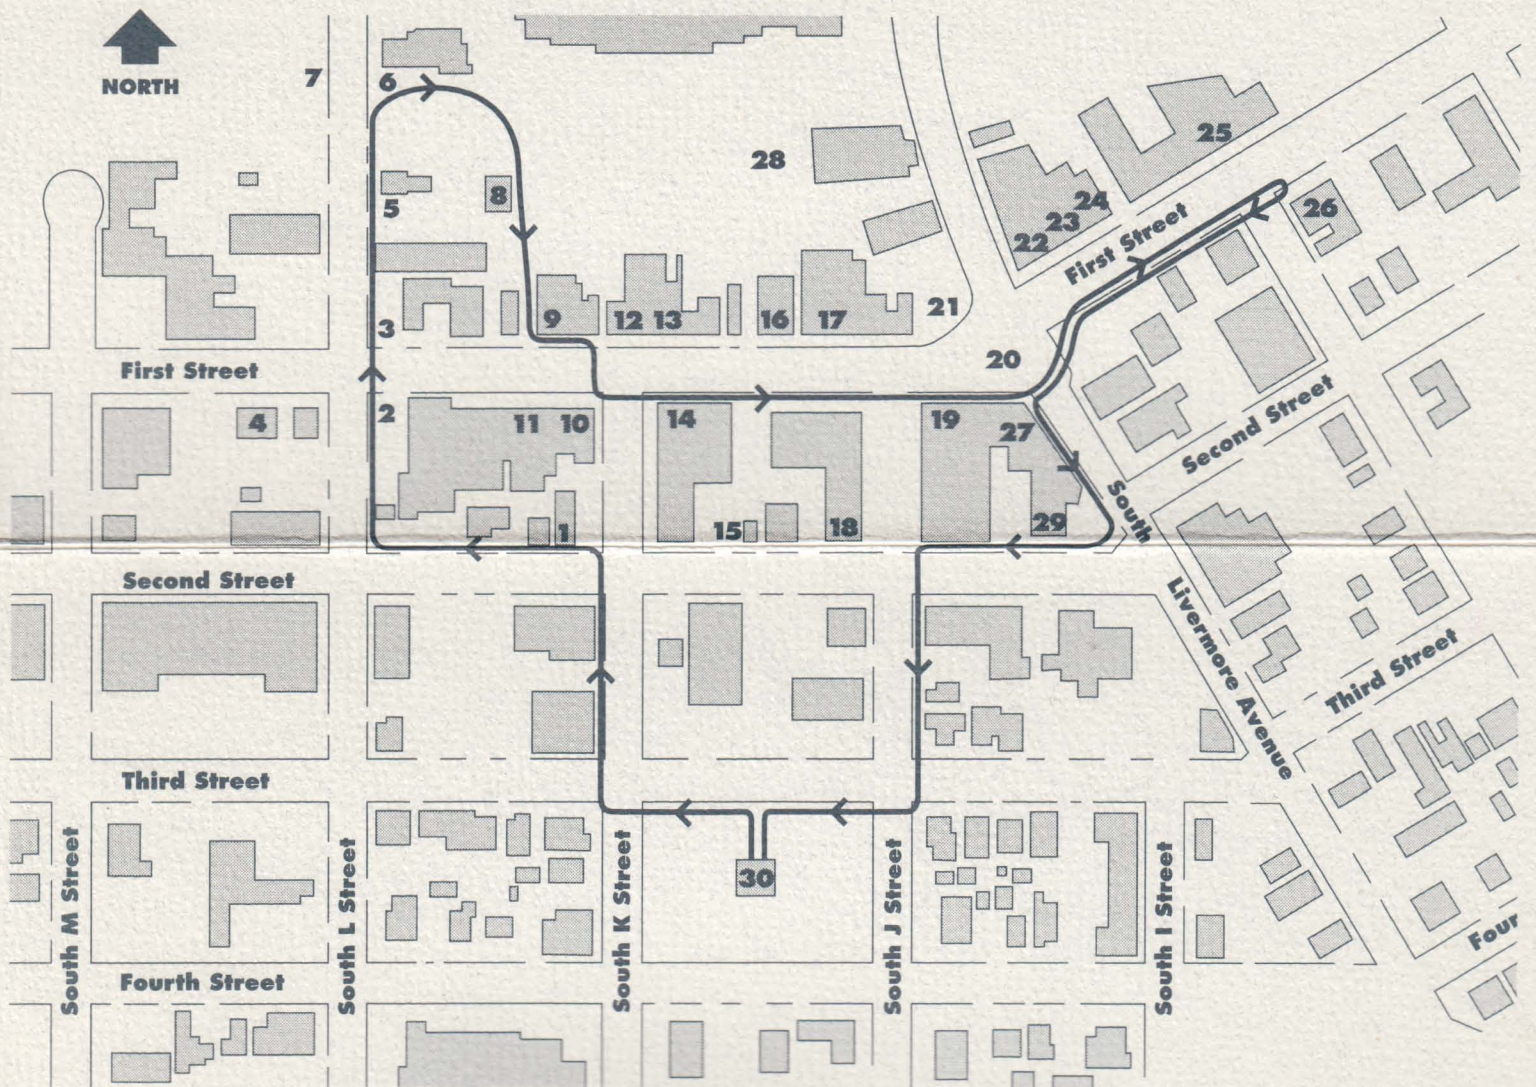 NORTH
7
6
25
28
8
5
24
26
23
22
First Street
21
3
9
12
13
16
17
20
First Street
Second Street
2
4
11
10
14
19
27
South
15
18
29
1
Second Street
Livermore Avenue
Third Street
Third Street
South M Street
South L Street
South K Street
30
South J Street
South I Street
Four
Fourth Street